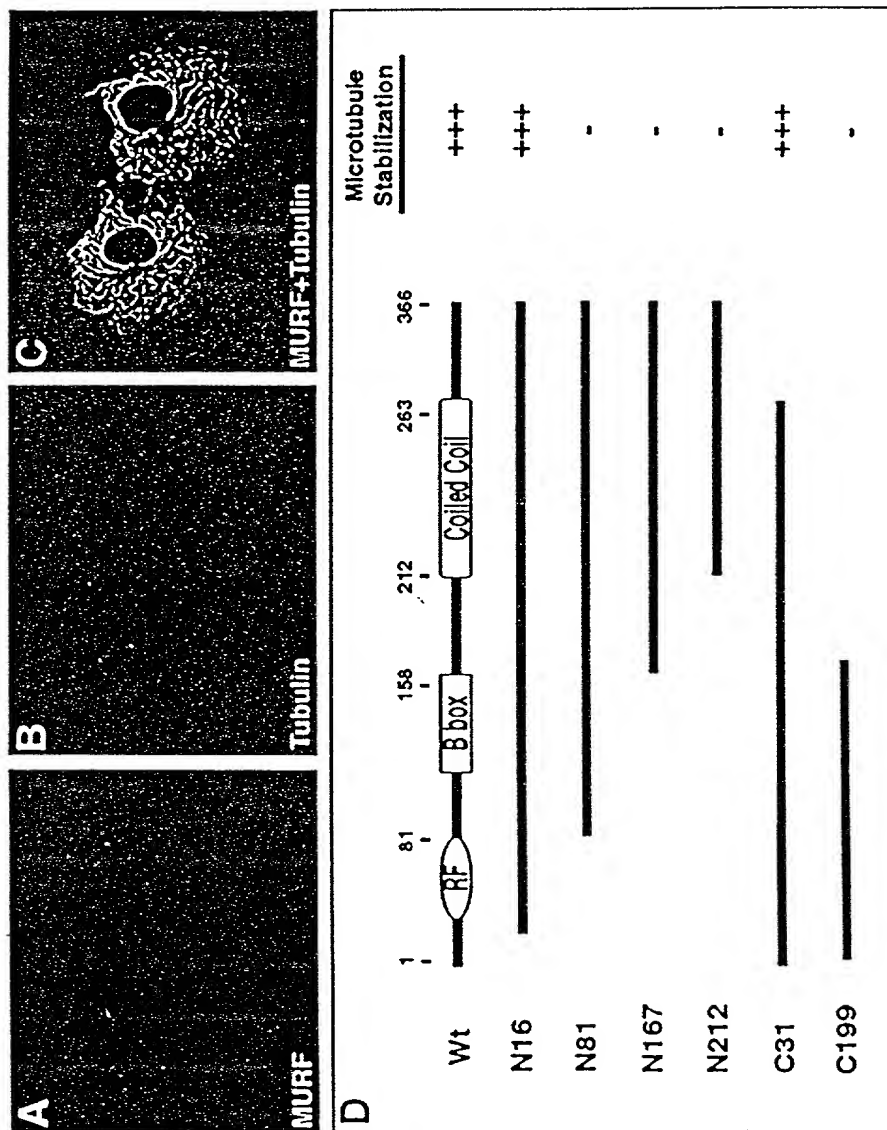 A
MURF
B
Tubulin
C
MURF+Tubulin
D
Microtubule
Stabilization
1 81 158 212 263 366
Wt RF B box Coiled Coil +++
N16 +++
N81 -
N167 -
N212 -
C31 +++
C199 -